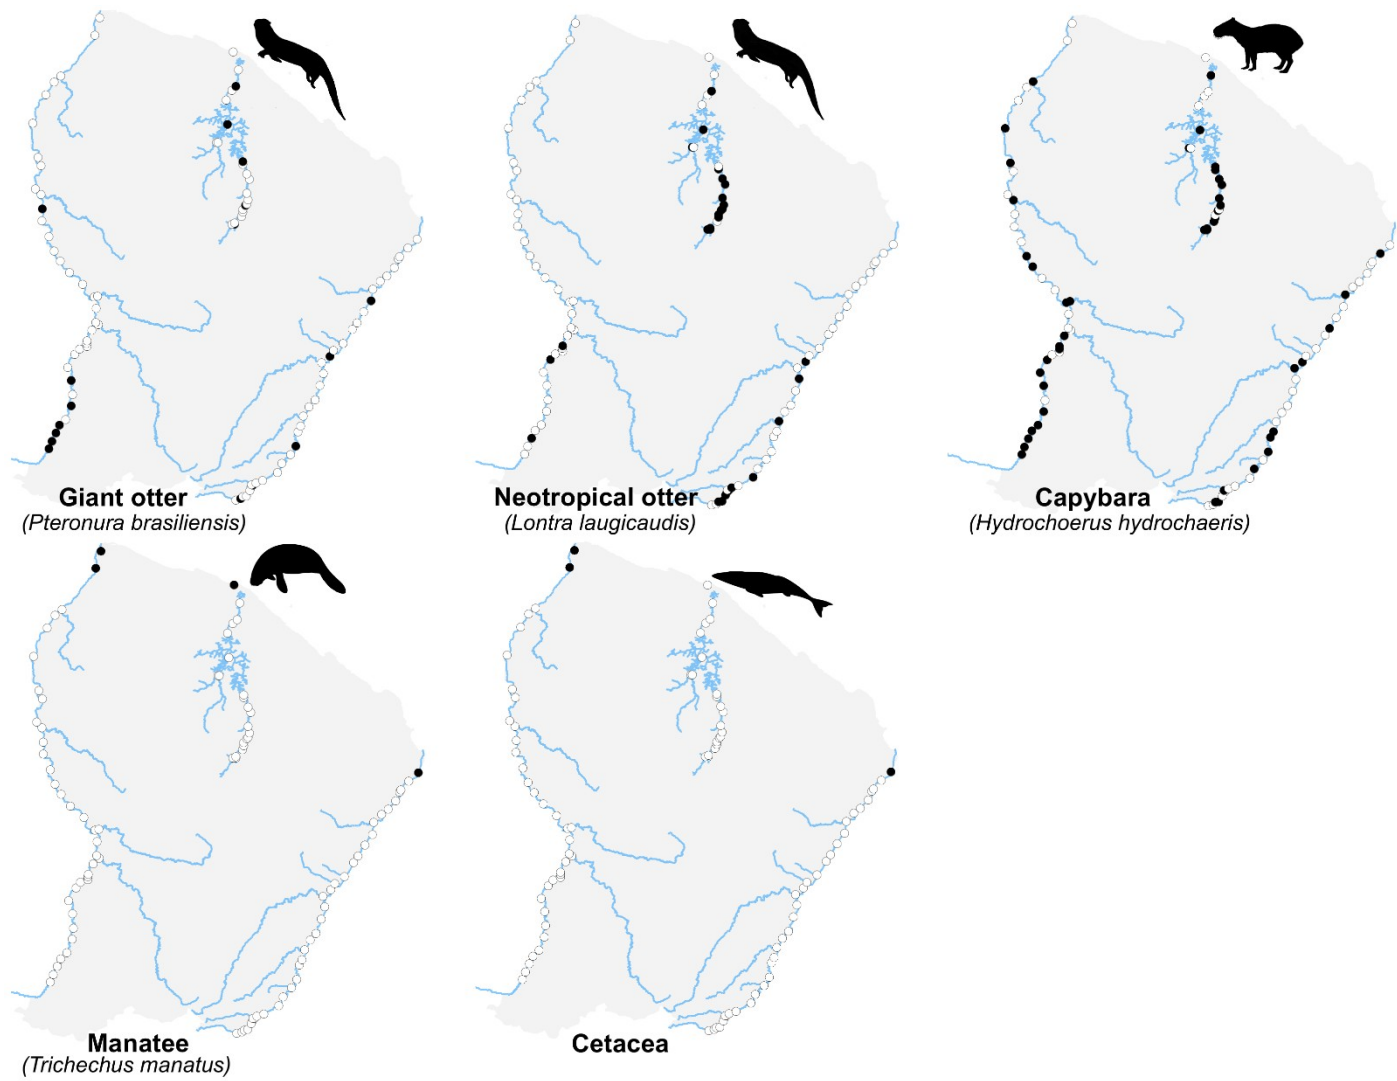 Giant otter
(Pteronura brasiliensis)
Neotropical otter
(Lontra laugicaudis)
Capybara
(Hydrochoerus hydrochaeris)
Manatee
(Trichechus manatus)
Cetacea